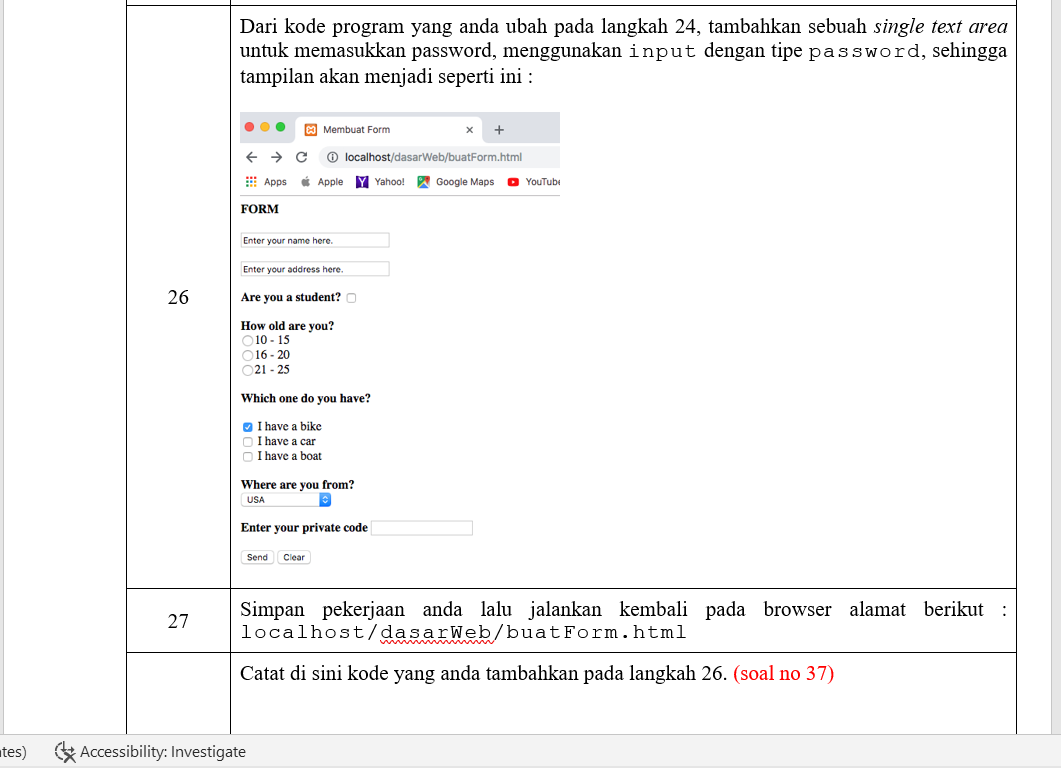 Dari kode program yang anda ubah pada langkah 24, tambahkan sebuah single text area
untuk memasukkan password, menggunakan input dengan tipe password, sehingga
tampilan akan menjadi seperti ini :
Membuat Form × +
localhost/dasarWeb/buatForm.html
Apps Apple Yahoo! Google Maps YouTube
FORM
Enter your name here.
Enter your address here.
Are you a student?
How old are you?
10 - 15
16 - 20
21 - 25
Which one do you have?
I have a bike
I have a car
I have a boat
Where are you from?
USA
Enter your private code
Send Clear
26
27
Simpan pekerjaan anda lalu jalankan kembali pada browser alamat berikut :
localhost/dasarWeb/buatForm.html
Catat di sini kode yang anda tambahkan pada langkah 26. (soal no 37)
ates) Accessibility: Investigate